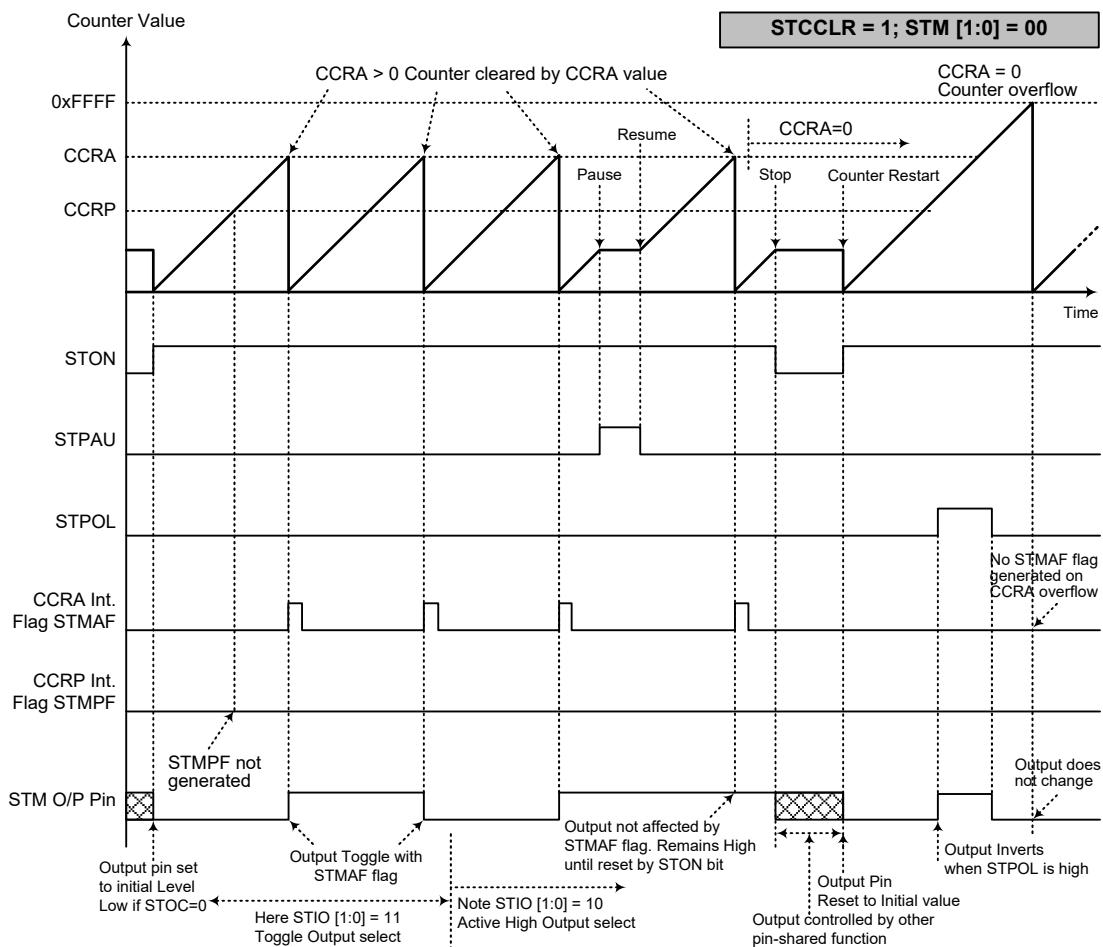 Counter Value
STCCLR = 1; STM [1:0] = 00
CCRA > 0 Counter cleared by CCRA value
CCRA = 0
Counter overflow
0xFFFF
Resume
CCRA=0
CCRA
Pause
Stop
Counter Restart
CCRP
Time
STON
STPAU
STPOL
No STMAF flag
generated on
CCRA overflow
CCRA Int.
Flag STMAF
CCRP Int.
Flag STMPF
STMPF not
generated
Output does
not change
STM O/P Pin
Output pin set
to initial Level
Low if STOC=0
Output Toggle with
STMAF flag
Output not affected by
STMAF flag. Remains High
until reset by STON bit
Output Inverts
when STPOL is high
Output Pin
Reset to Initial value
Here STIO [1:0] = 11
Toggle Output select
Note STIO [1:0] = 10
Active High Output select
Output controlled by other
pin-shared function